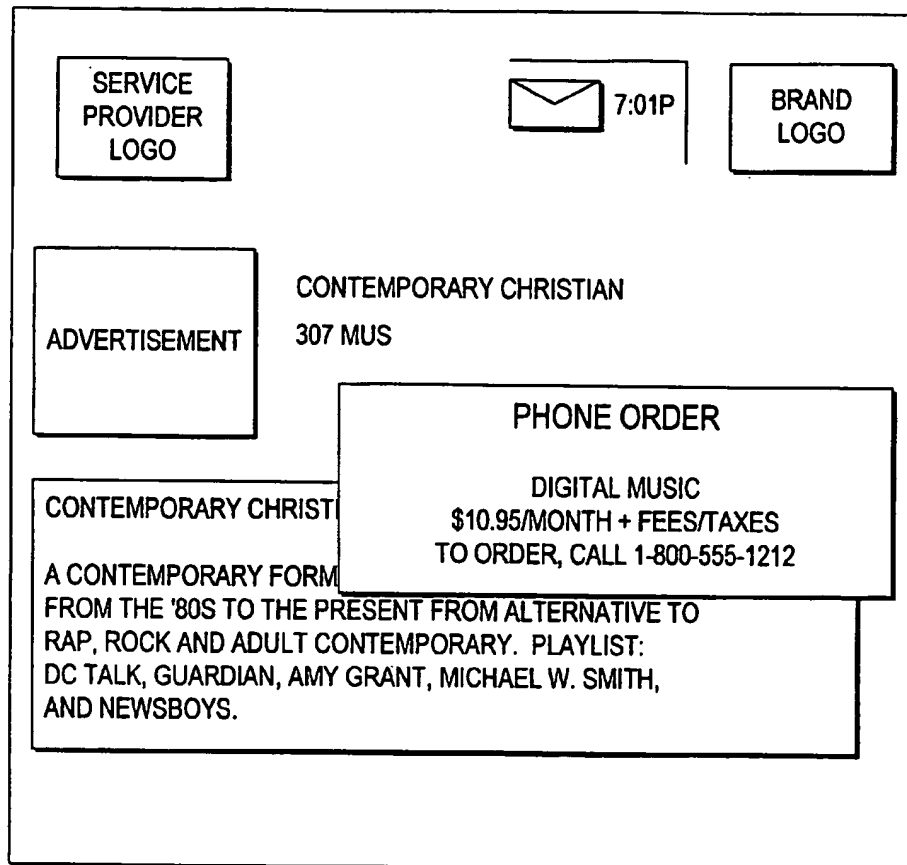 SERVICE
PROVIDER
LOGO
7:01P
BRAND
LOGO
ADVERTISEMENT
CONTEMPORARY CHRISTIAN
307 MUS
PHONE ORDER
DIGITAL MUSIC
$10.95/MONTH + FEES/TAXES
TO ORDER, CALL 1-800-555-1212
CONTEMPORARY CHRISTI
A CONTEMPORARY FORM
FROM THE '80S TO THE PRESENT FROM ALTERNATIVE TO
RAP, ROCK AND ADULT CONTEMPORARY. PLAYLIST:
DC TALK, GUARDIAN, AMY GRANT, MICHAEL W. SMITH,
AND NEWSBOYS.